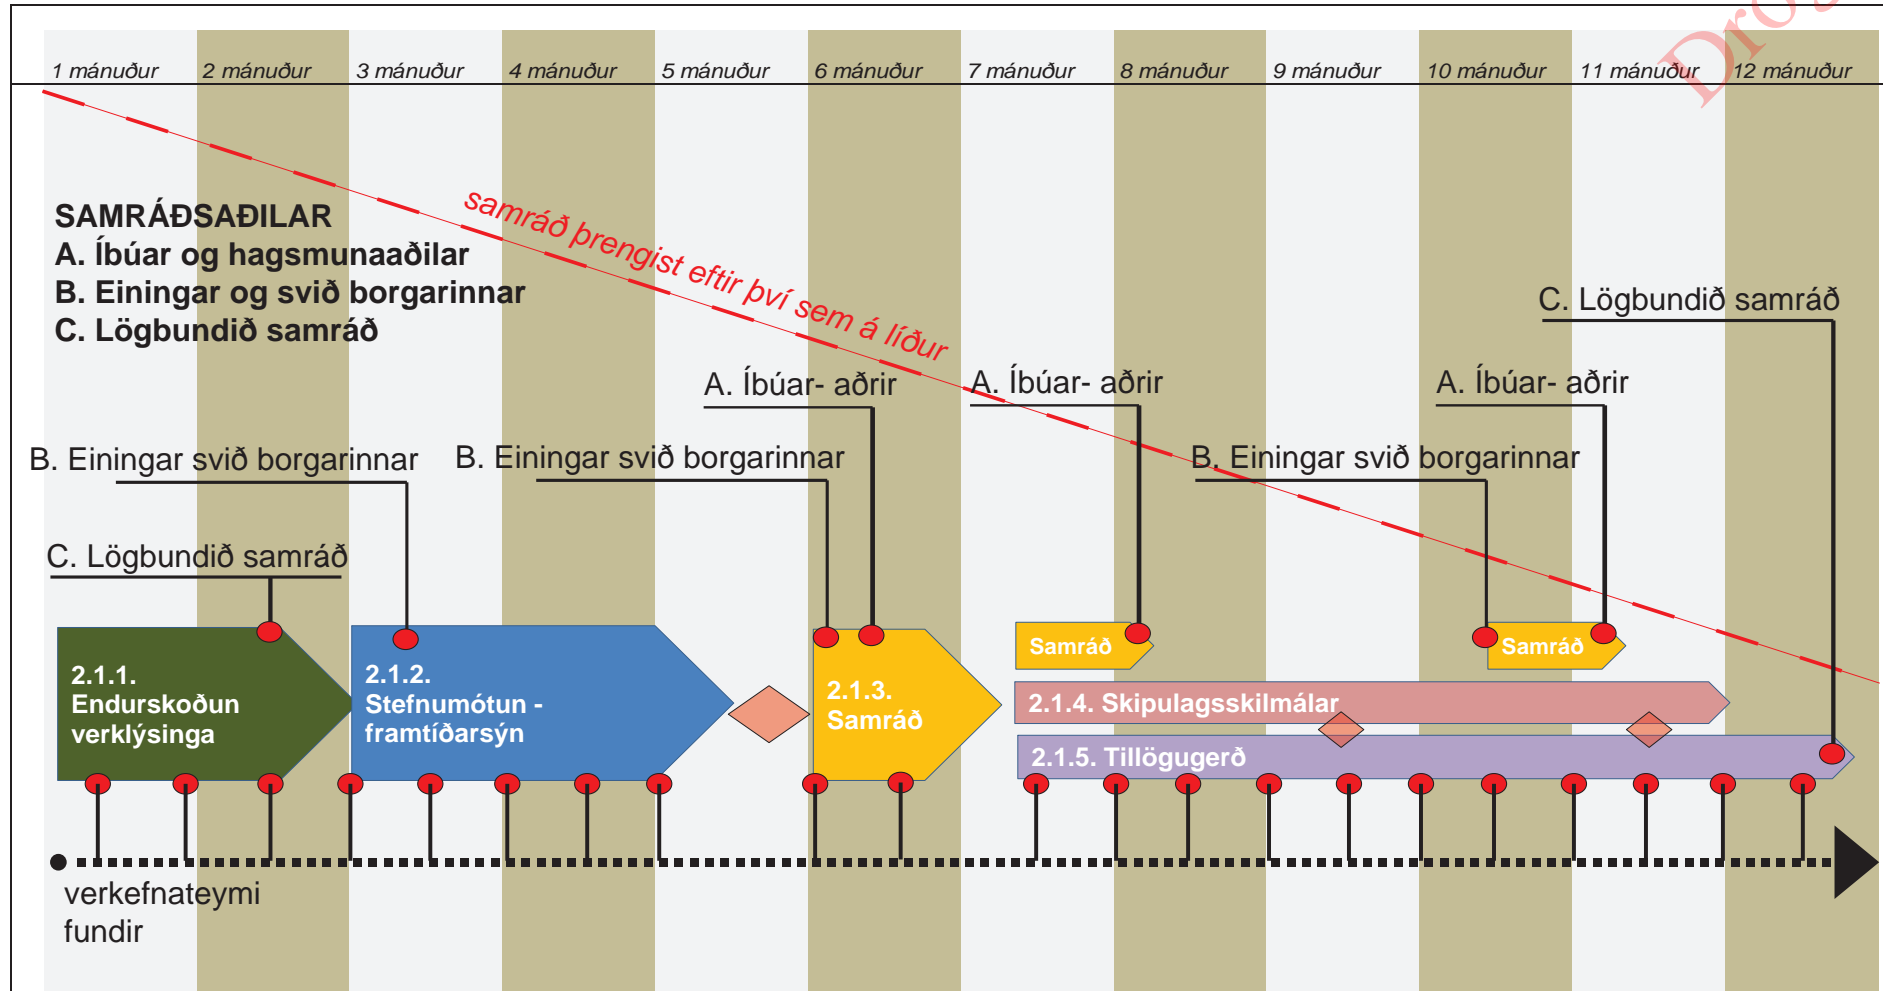 1 mánuður 2 mánuður 3 mánuður 4 mánuður 5 mánuður 6 mánuður 7 mánuður 8 mánuður 9 mánuður 10 mánuður 11 mánuður 12 mánuður
samráð þrengist eftir því sem á líður
SAMRÁÐSAÐILAR
A. Íbúar og hagsmunaaðilar
B. Einingar og svið borgarinnar
C. Lögbundið samráð
C. Lögbundið samráð
A. Íbúar- aðrir
A. Íbúar- aðrir
A. Íbúar- aðrir
B. Einingar svið borgarinnar
B. Einingar svið borgarinnar
B. Einingar svið borgarinnar
C. Lögbundið samráð
2.1.1.
Endurskoðun
verklýsinga
2.1.2.
Stefnumótun -
framtíðarsýn
2.1.3.
Samráð
Samráð
Samráð
2.1.4. Skipulagsskilmálar
2.1.5. Tillögugerð
verkefnateymi
fundir